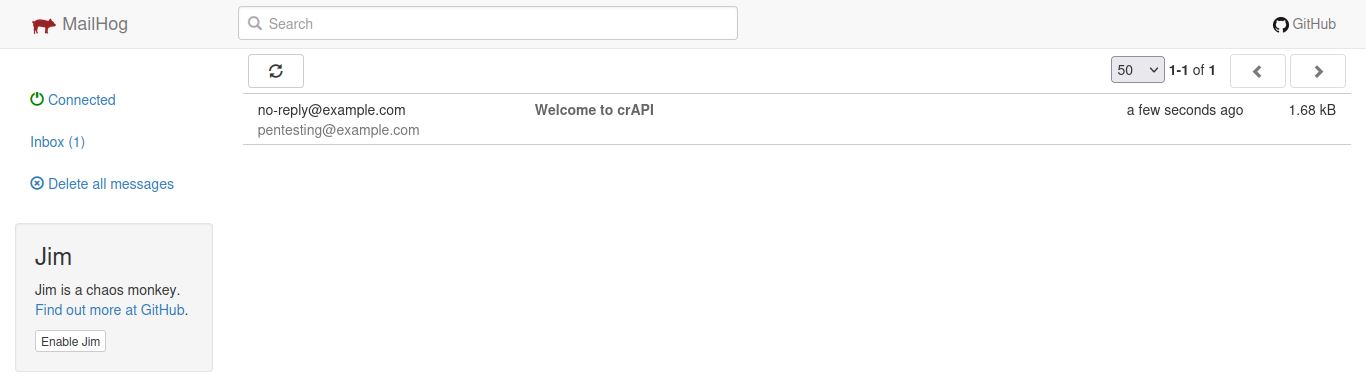 MailHog
Search
GitHub
50 1-1 of 1
Connected
no-reply@example.com Welcome to crAPI a few seconds ago 1.68 kB
pentesting@example.com
Inbox (1)
Delete all messages
Jim
Jim is a chaos monkey.
Find out more at GitHub.
Enable Jim